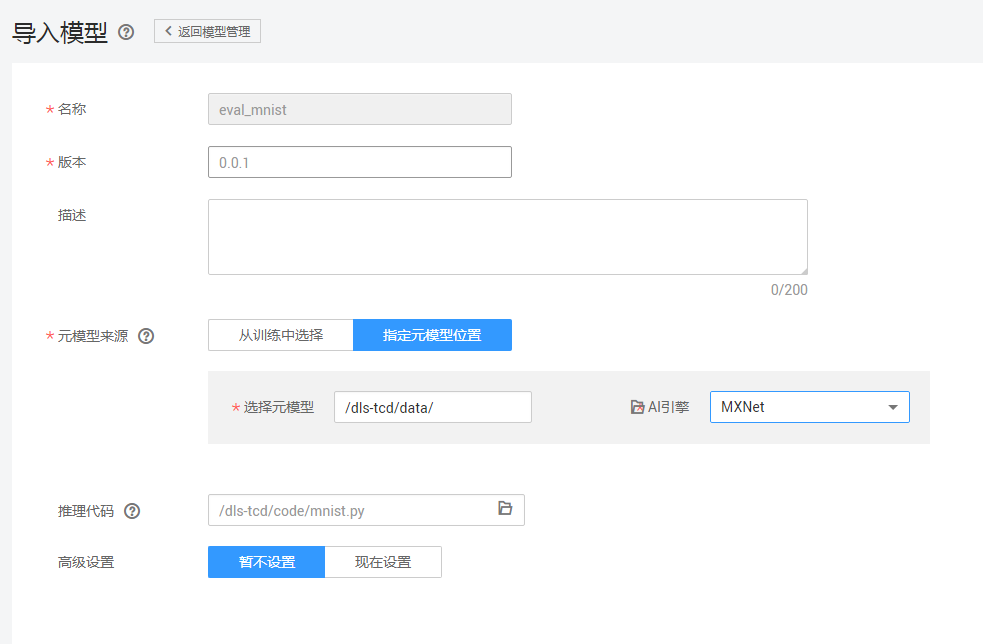 导入模型 ? < 返回模型管理
* 名称 eval_mnist
* 版本 0.0.1
描述
0/200
* 元模型来源 ? 从训练中选择 指定元模型位置
* 选择元模型 /dls-tcd/data/ * AI引擎 MXNet
推理代码 ? /dls-tcd/code/mnist.py
高级设置 暂不设置 现在设置